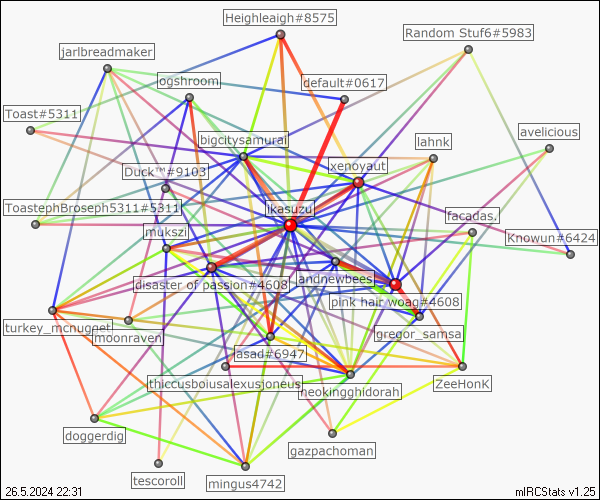 Heighleaigh#8575
Random Stuf6#5983
jarlbreadmaker
ogshroom
default#0617
Toast#5311
avelicious
bigcitysamurai
lahnk
xenoyaut
Duck™#9103
ToastephBroseph5311#5311
ikasuzu
facadas.
mukszi
Knowun#6424
andnewbees
disaster of passion#4608
pink hair woag#4608
turkey_mcnugnet
moonraven
gregor_samsa
asad#6947
thiccusboiusalexusjoneus
neokingghidorah
ZeeHonK
doggerdig
gazpachoman
tescoroll
mingus4742
26.5.2024 22:31
mIRCStats v1.25